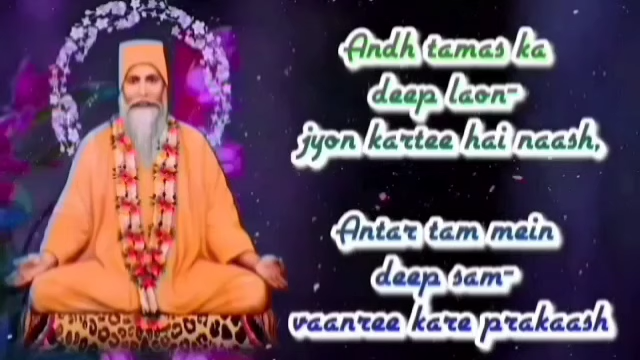 Andh tamas ka
deep laon-
jyon kartee hai naash,
Antar tam mein
deep sam-
vaanree kare prakaash